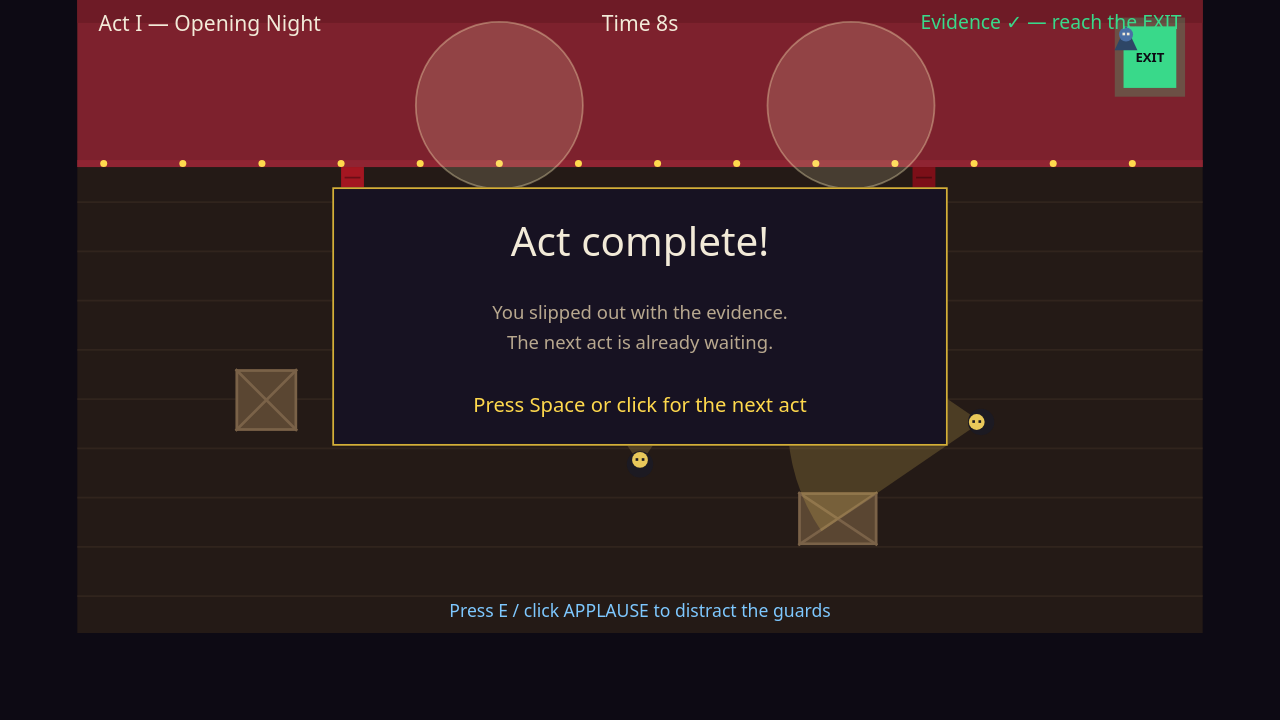 Act I — Opening Night
Time 8s
Evidence ✓ — reach the EXIT
EXIT
Act complete!
You slipped out with the evidence.
The next act is already waiting.
Press Space or click for the next act
Press E / click APPLAUSE to distract the guards